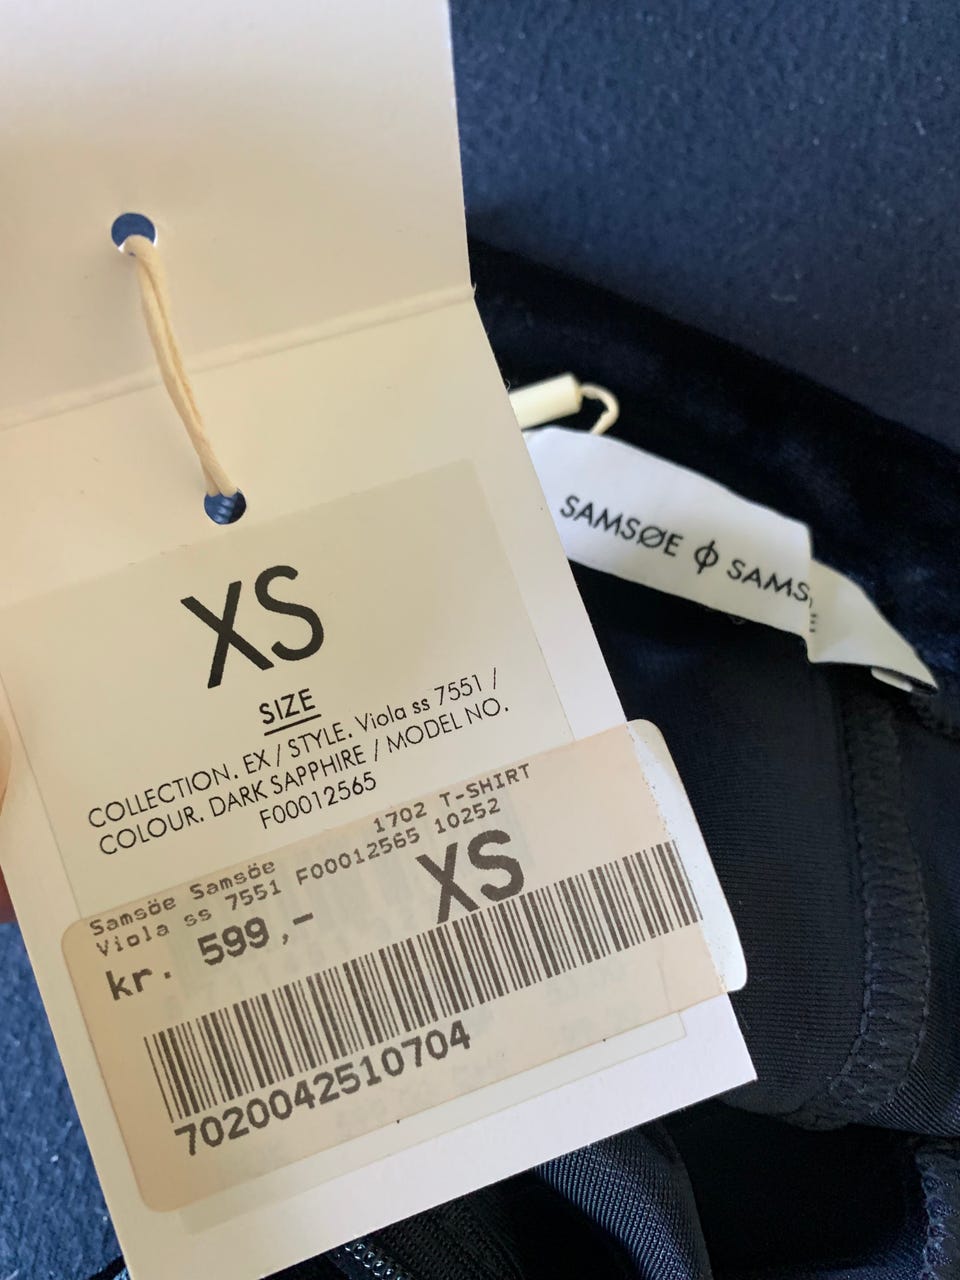 SAMSØE ϕ SAMS
XS
SIZE
COLLECTION. EX / STYLE. Viola ss 7551 /
COLOUR. DARK SAPPHIRE / MODEL NO.
F00012565
Samsöe Samsöe 1702 T-SHIRT
Viola ss 7551 F00012565 10252
kr. 599,- XS
7020042510704